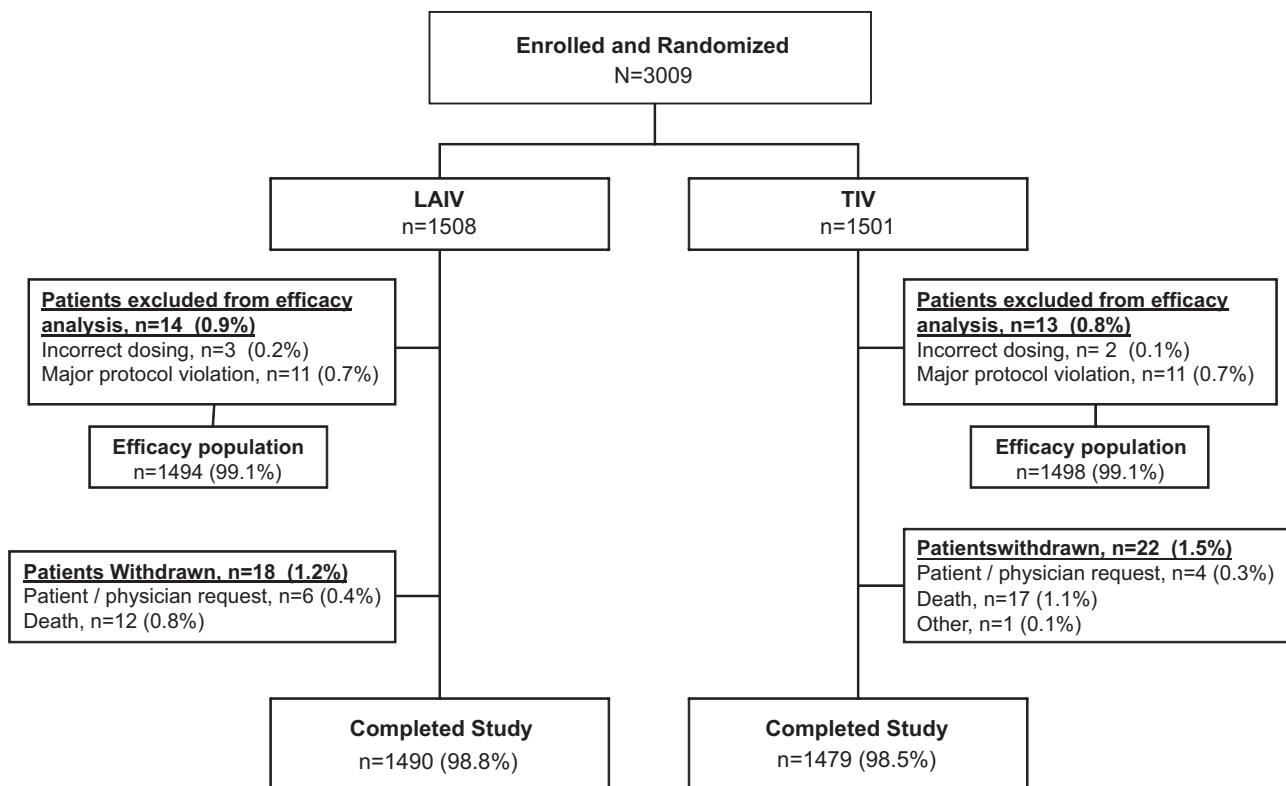 Enrolled and Randomized
N=3009
LAIV
n=1508
TIV
n=1501
Patients excluded from efficacy
analysis, n=14 (0.9%)
Incorrect dosing, n=3 (0.2%)
Major protocol violation, n=11 (0.7%)
Patients excluded from efficacy
analysis, n=13 (0.8%)
Incorrect dosing, n= 2 (0.1%)
Major protocol violation, n=11 (0.7%)
Efficacy population
n=1494 (99.1%)
Efficacy population
n=1498 (99.1%)
Patients Withdrawn, n=18 (1.2%)
Patient / physician request, n=6 (0.4%)
Death, n=12 (0.8%)
Patientswithdrawn, n=22 (1.5%)
Patient / physician request, n=4 (0.3%)
Death, n=17 (1.1%)
Other, n=1 (0.1%)
Completed Study
n=1490 (98.8%)
Completed Study
n=1479 (98.5%)